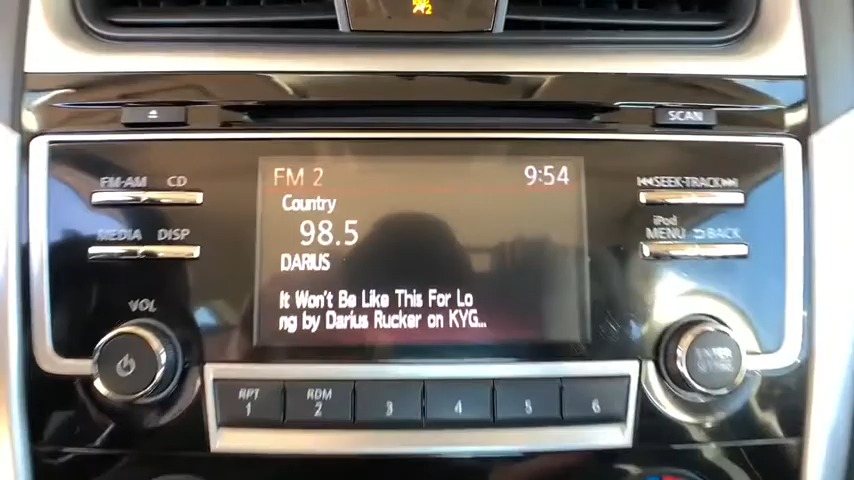 2
SCAN
FM·AM CD
FM 2 9:54
⏮SEEK·TRACK⏭
Country
98.5
iPod
MEDIA DISP
MENU ⮌BACK
DARIUS
It Won't Be Like This For Lo
ng by Darius Rucker on KYG...
VOL
ENTER
RPT RDM
1 2 3 4 5 6